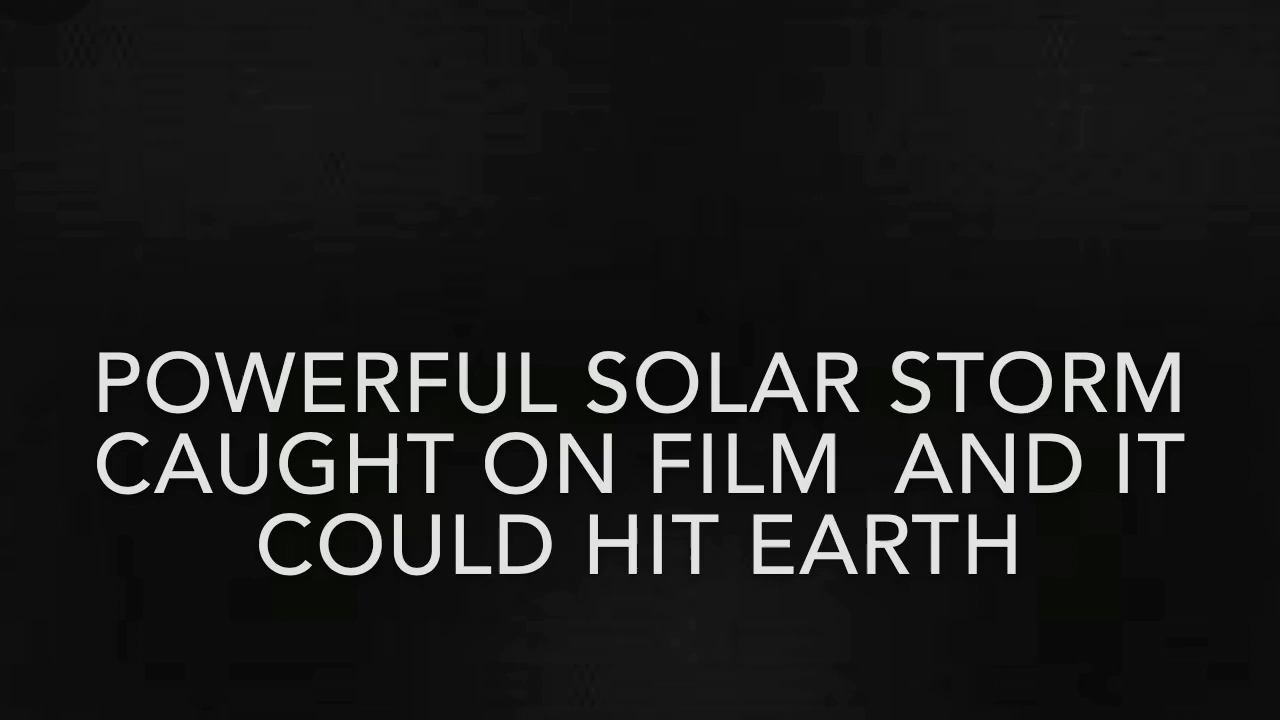 POWERFUL SOLAR STORM
CAUGHT ON FILM  AND IT
COULD HIT EARTH